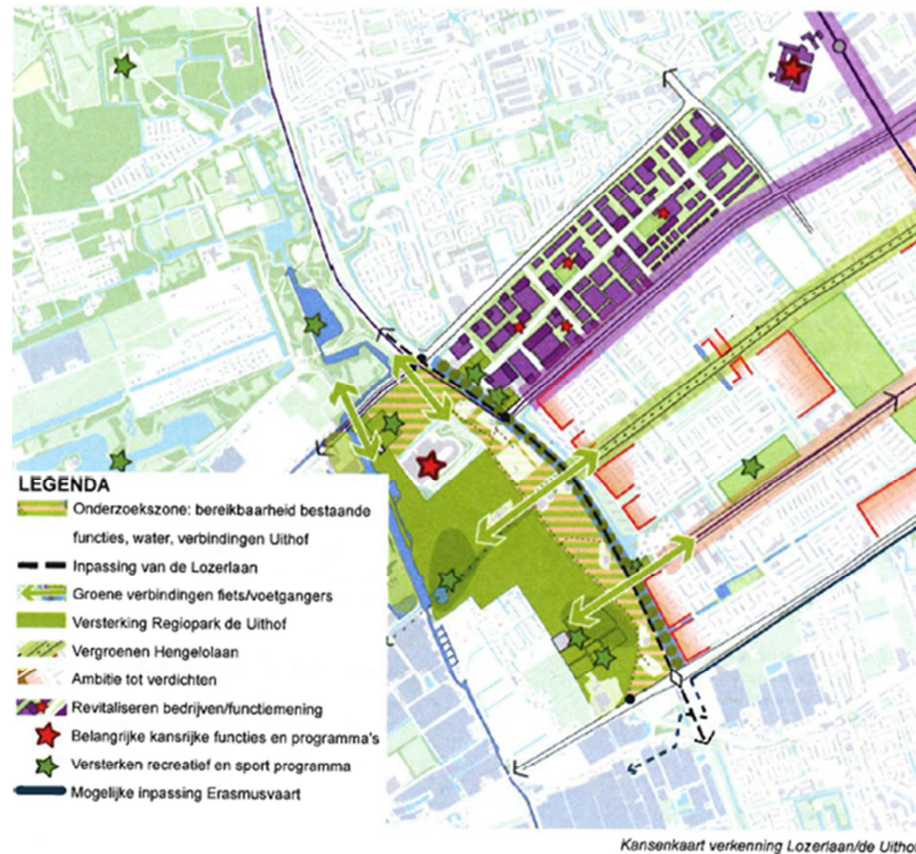 LEGENDA
Onderzoekszone: bereikbaarheid bestaande
functies, water, verbindingen Uithof
Inpassing van de Lozerlaan
Groene verbindingen fiets/voetgangers
Versterking Regiopark de Uithof
Vergroenen Hengelolaan
Ambitie tot verdichten
Revitaliseren bedrijven/functiemening
Belangrijke kansrijke functies en programma's
Versterken recreatief en sport programma
Mogelijke inpassing Erasmusvaart
Kansenkaart verkenning Lozerlaan/de Uithof